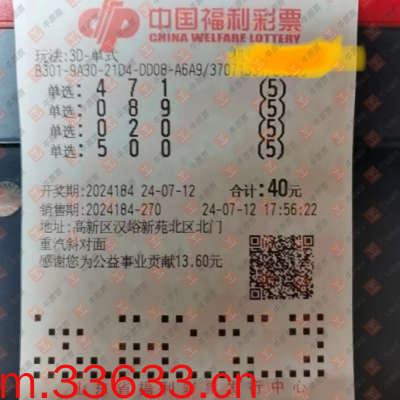 中国福利彩票
CHINA WELFARE LOTTERY
玩法:3D-单式
B301-9A30-21D4-DD08-A6A9/3707
单选: 4 7 1 (5)
单选: 0 8 9 (5)
单选: 0 2 0 (5)
单选: 5 0 0 (5)
开奖期:2024184 24-07-12 合计:40元
销售期:2024184-270 24-07-12 17:56:22
地址:高新区汉峪新苑北区北门
重汽斜对面
感谢您为公益事业贡献13.60元
m.33633.cn
行中心